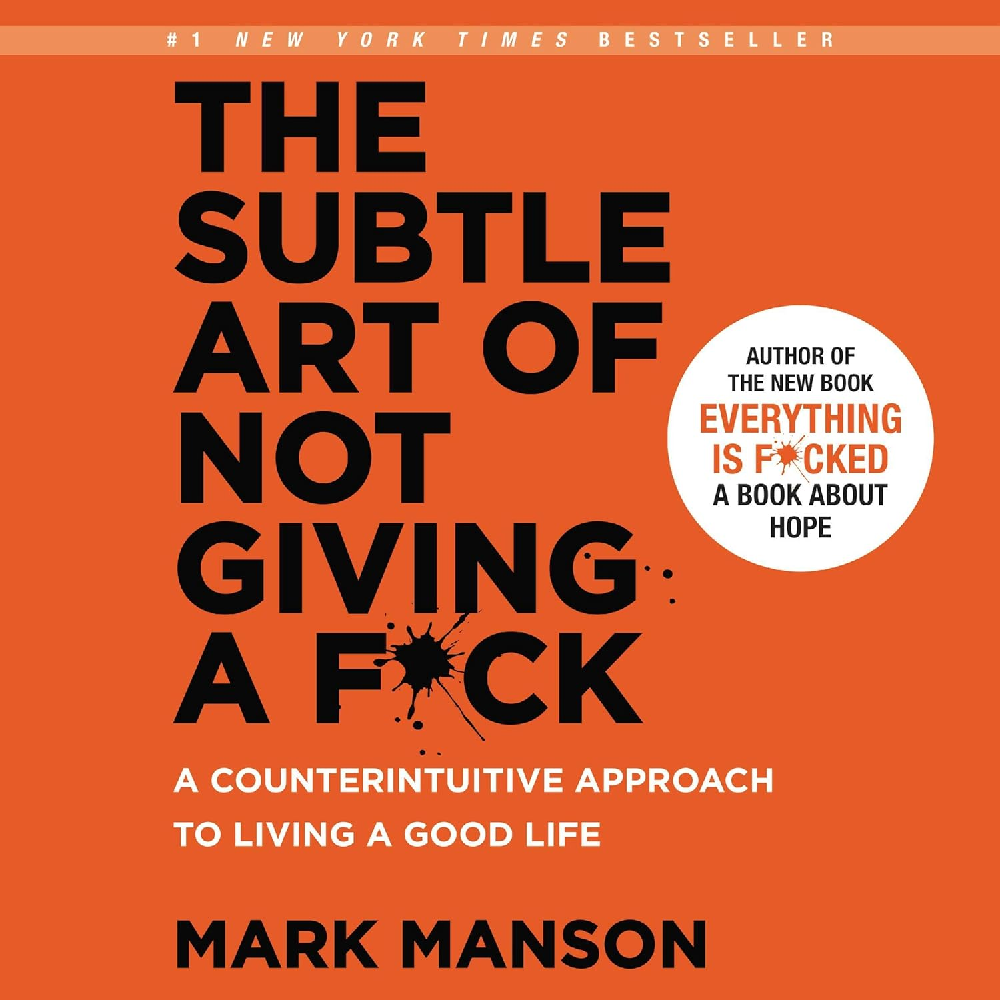 #1 NEW YORK TIMES BESTSELLER
THE
SUBTLE
ART OF
NOT
GIVING
A F*CK
AUTHOR OF
THE NEW BOOK
EVERYTHING
IS F*CKED
A BOOK ABOUT
HOPE
A COUNTERINTUITIVE APPROACH
TO LIVING A GOOD LIFE
MARK MANSON